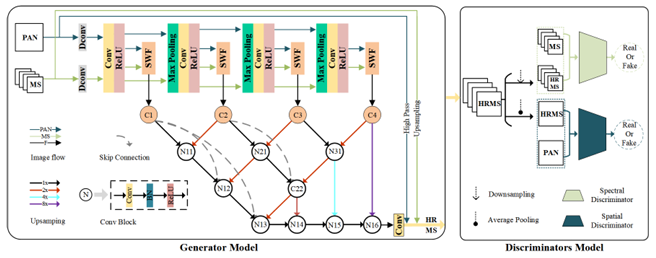 PAN
MS
Dconv
Dconv
Conv
ReLU
SWF
Max Pooling
Conv
ReLU
SWF
Max Pooling
Conv
ReLU
SWF
Max Pooling
Conv
ReLU
SWF
High Pass
Upsampling
C1
C2
C3
C4
PAN
MS
F
Image flow
Skip Connection
N11
N21
N31
N12
C22
N13
N14
N15
N16
Conv
HR
MS
1x
2x
4x
8x
Upsamping
N
Conv
BN
ReLU
Conv Block
Generator Model
HRMS
MS
HR
MS
Real
Or
Fake
HRMS
PAN
Real
Or
Fake
Downsampling
Average Pooling
Spectral
Discriminator
Spatial
Discriminator
Discriminators Model